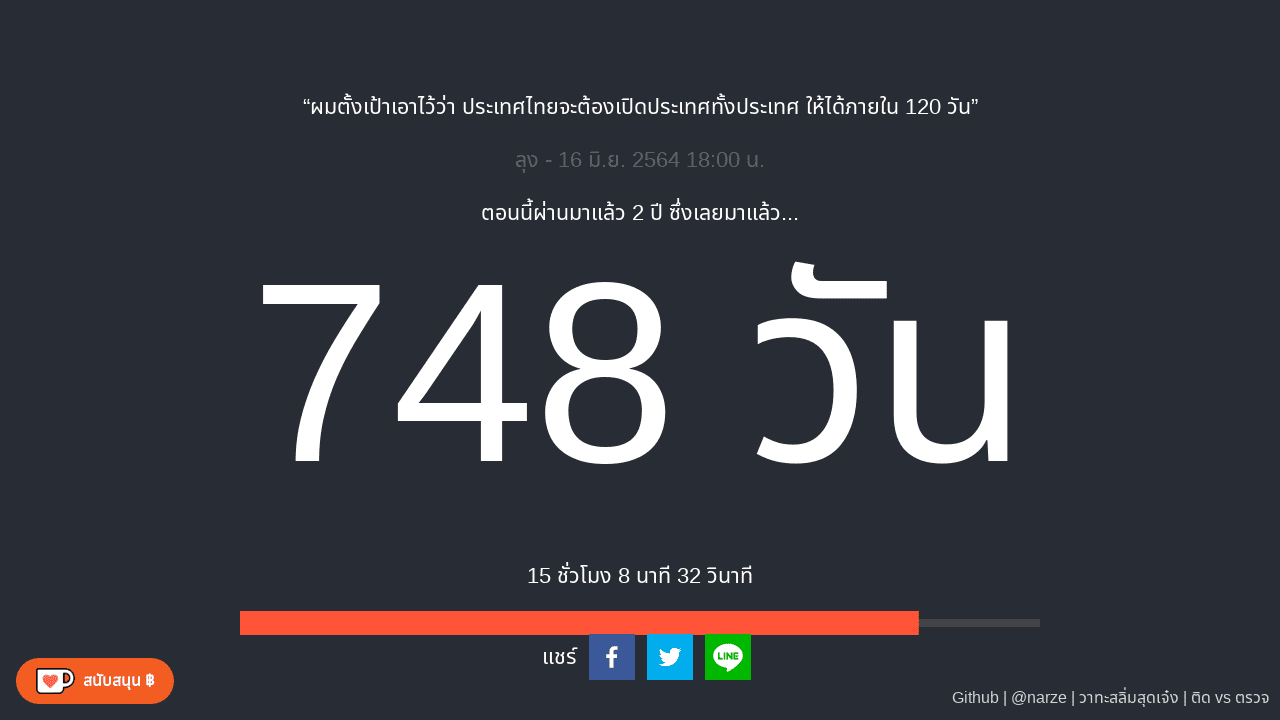 “ผมตั้งเป้าเอาไว้ว่า ประเทศไทยจะต้องเปิดประเทศทั้งประเทศ ให้ได้ภายใน 120 วัน”
ลุง - 16 มิ.ย. 2564 18:00 น.
ตอนนี้ผ่านมาแล้ว 2 ปี ซึ่งเลยมาแล้ว...
748 วัน
15 ชั่วโมง 8 นาที 32 วินาที
แชร์
LINE
สนับสนุน ฿
Github | @narze | วาทะสลิ่มสุดเจ๋ง | ติด vs ตรวจ